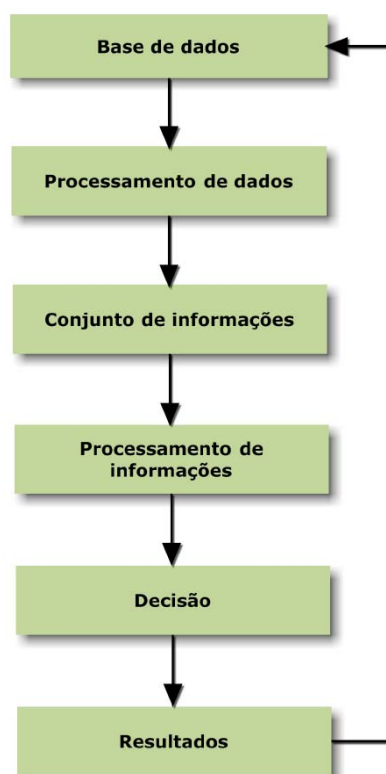 Base de dados
Processamento de dados
Conjunto de informações
Processamento de
informações
Decisão
Resultados